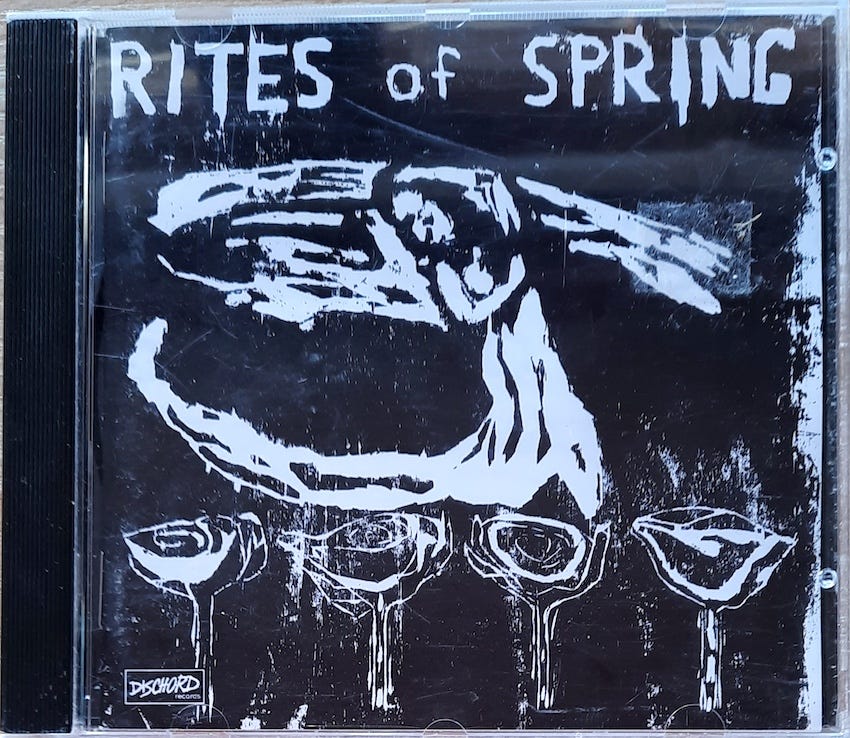 RITES of SPRING
DISCHORD
records